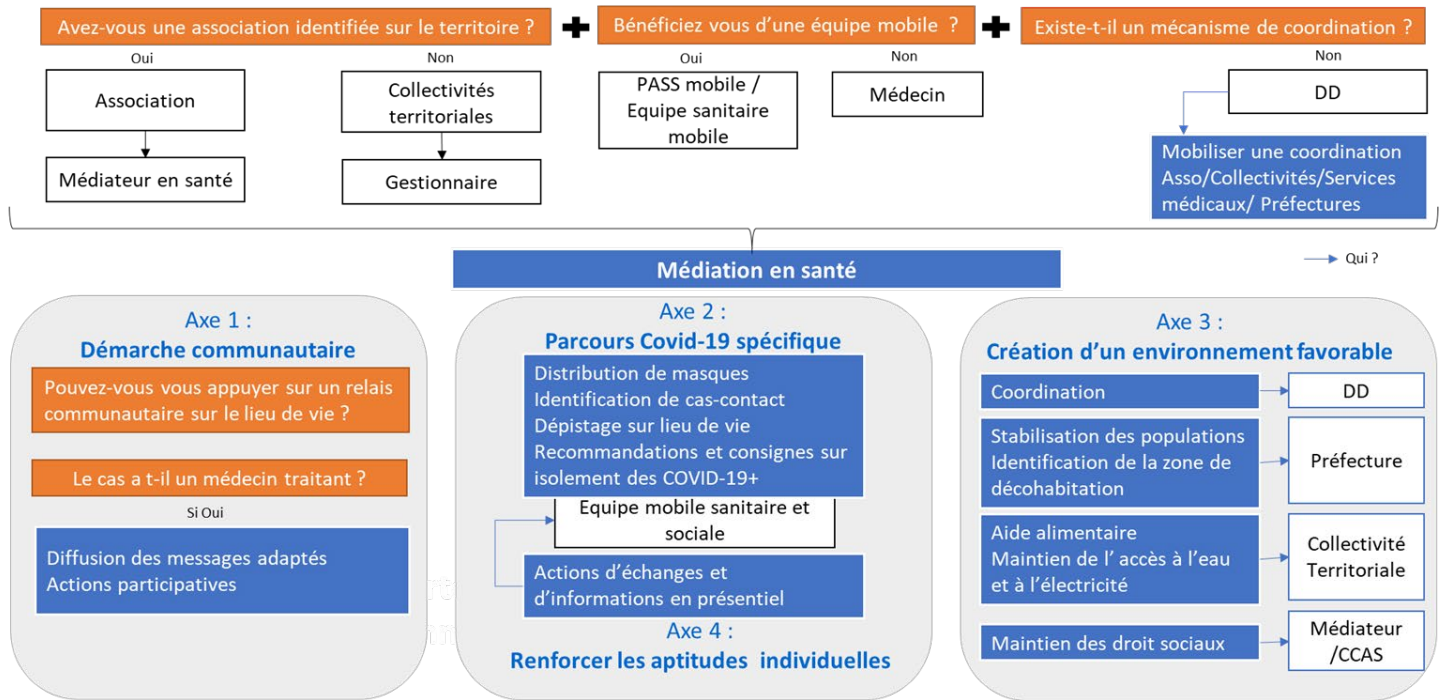 Avez-vous une association identifiée sur le territoire ?
Bénéficiez vous d'une équipe mobile ?
Existe-t-il un mécanisme de coordination ?
Oui
Non
Oui
Non
Non
Association
Collectivités
territoriales
PASS mobile /
Equipe sanitaire
mobile
Médecin
DD
Médiateur en santé
Gestionnaire
Mobiliser une coordination
Asso/Collectivités/Services
médicaux/ Préfectures
Médiation en santé
Qui ?
Axe 1 :
Démarche communautaire
Pouvez-vous vous appuyer sur un relais
communautaire sur le lieu de vie ?
Le cas a t-il un médecin traitant ?
Si Oui
Diffusion des messages adaptés
Actions participatives
Axe 2 :
Parcours Covid-19 spécifique
Distribution de masques
Identification de cas-contact
Dépistage sur lieu de vie
Recommandations et consignes sur
isolement des COVID-19+
Equipe mobile sanitaire et
sociale
Actions d'échanges et
d'informations en présentiel
Axe 4 :
Renforcer les aptitudes individuelles
Axe 3 :
Création d'un environnement favorable
Coordination
DD
Stabilisation des populations
Identification de la zone de
décohabitation
Préfecture
Aide alimentaire
Maintien de l' accès à l'eau
et à l'électricité
Collectivité
Territoriale
Maintien des droit sociaux
Médiateur
/CCAS